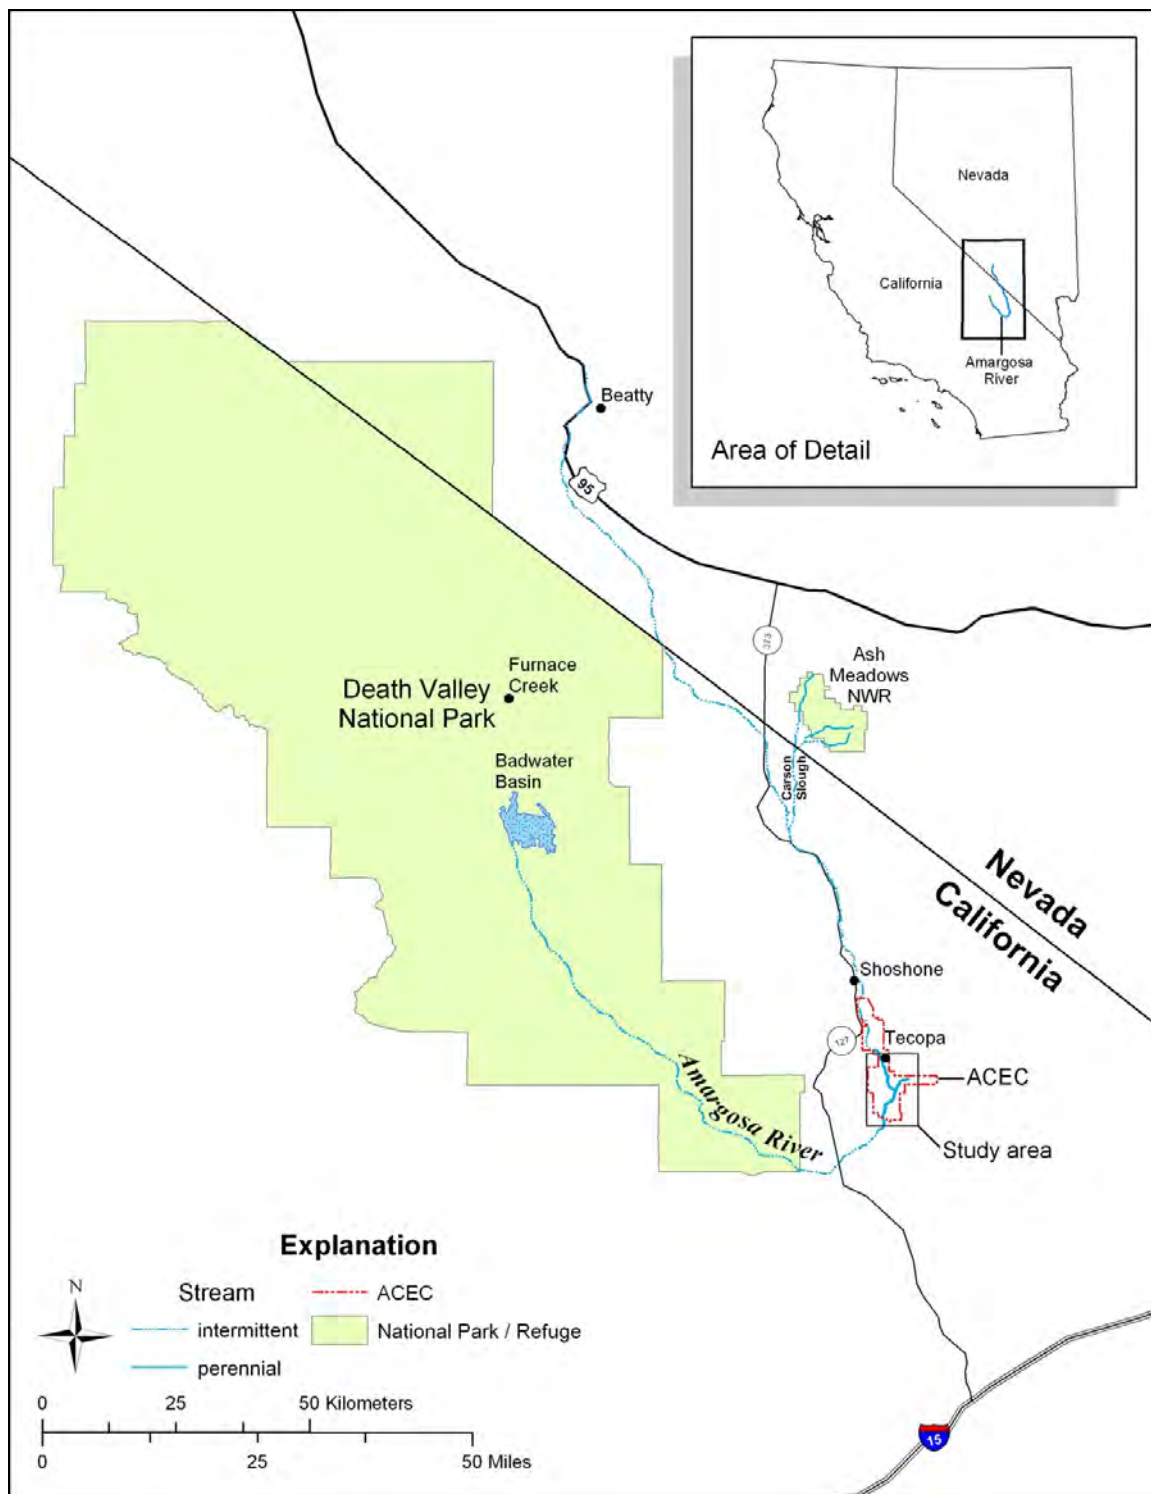 Nevada
California
Amargosa
River
Area of Detail
Beatty
95
373
Ash
Meadows
NWR
Furnace
Creek
Death Valley
National Park
Badwater
Basin
Carson
Slough
Nevada
California
Shoshone
Tecopa
127
ACEC
Amargosa River
Study area
Explanation
N
Stream
ACEC
intermittent
National Park / Refuge
perennial
0 25 50 Kilometers
0 25 50 Miles
15